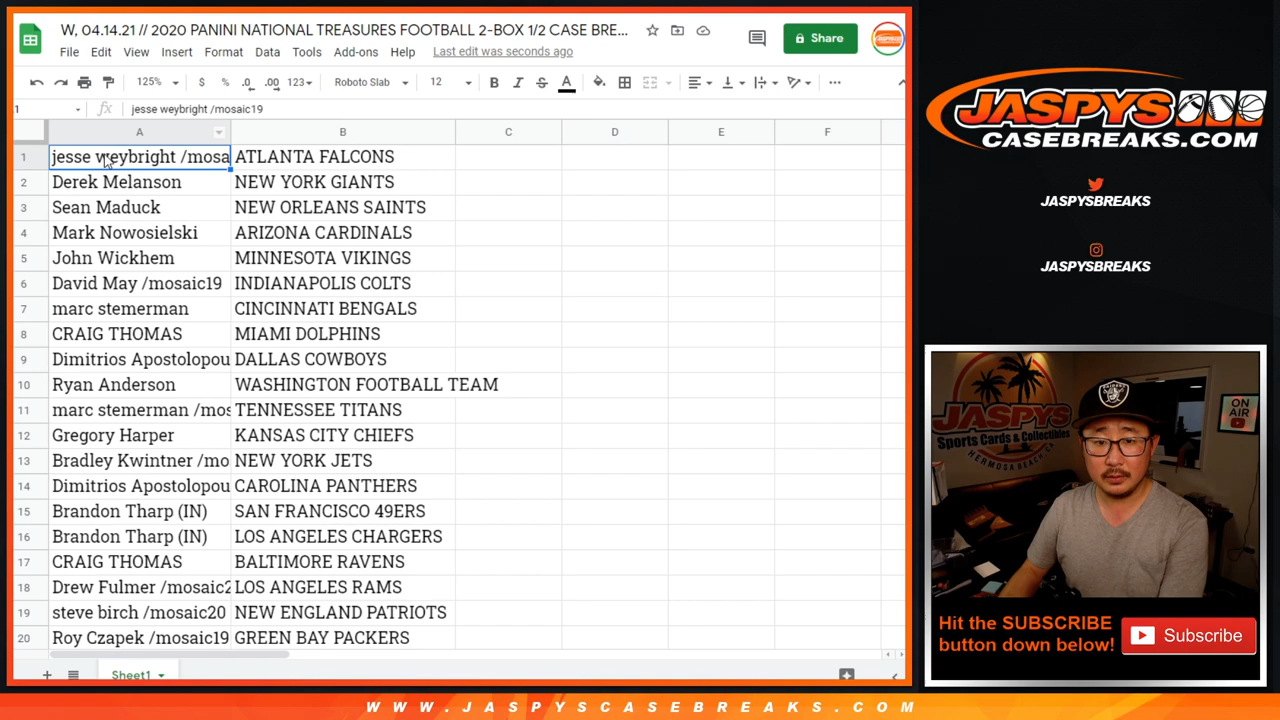 W, 04.14.21 // 2020 PANINI NATIONAL TREASURES FOOTBALL 2-BOX 1/2 CASE BRE...
Share
File Edit View Insert Format Data Tools Add-ons Help Last edit was seconds ago
125% $ % .0 .00 123 Roboto Slab 12 B I S A
1 fx jesse weybright /mosaic19
A B C D E F
1 jesse weybright /mosa ATLANTA FALCONS
2 Derek Melanson NEW YORK GIANTS
3 Sean Maduck NEW ORLEANS SAINTS
4 Mark Nowosielski ARIZONA CARDINALS
5 John Wickhem MINNESOTA VIKINGS
6 David May /mosaic19 INDIANAPOLIS COLTS
7 marc stemerman CINCINNATI BENGALS
8 CRAIG THOMAS MIAMI DOLPHINS
9 Dimitrios Apostolopou DALLAS COWBOYS
10 Ryan Anderson WASHINGTON FOOTBALL TEAM
11 marc stemerman /mos TENNESSEE TITANS
12 Gregory Harper KANSAS CITY CHIEFS
13 Bradley Kwintner /mo NEW YORK JETS
14 Dimitrios Apostolopou CAROLINA PANTHERS
15 Brandon Tharp (IN) SAN FRANCISCO 49ERS
16 Brandon Tharp (IN) LOS ANGELES CHARGERS
17 CRAIG THOMAS BALTIMORE RAVENS
18 Drew Fulmer /mosaic2 LOS ANGELES RAMS
19 steve birch /mosaic20 NEW ENGLAND PATRIOTS
20 Roy Czapek /mosaic19 GREEN BAY PACKERS
Sheet1
JASPYS
CASEBREAKS.COM
JASPYSBREAKS
JASPYSBREAKS
JASPYS
Sports Cards & Collectibles
HERMOSA BEACH, CA
ON
AIR
Hit the SUBSCRIBE
button down below!
Subscribe
WWW.JASPYSCASEBREAKS.COM